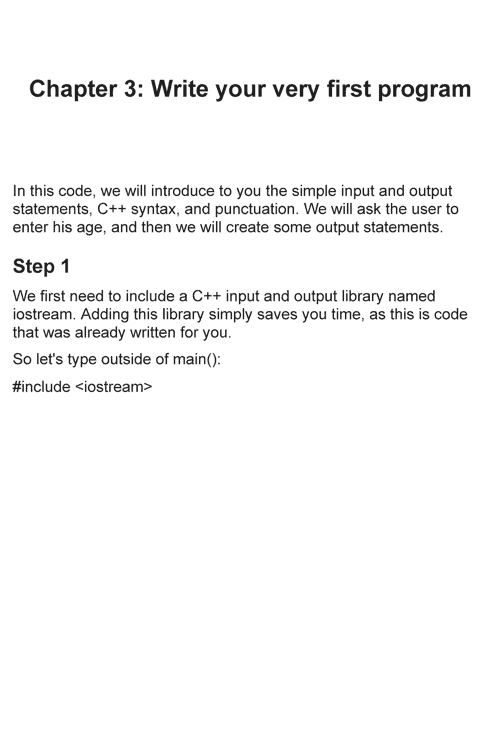 Chapter 3: Write your very first program
In this code, we will introduce to you the simple input and output
statements, C++ syntax, and punctuation. We will ask the user to
enter his age, and then we will create some output statements.
Step 1
We first need to include a C++ input and output library named
iostream. Adding this library simply saves you time, as this is code
that was already written for you.
So let's type outside of main():
#include <iostream>